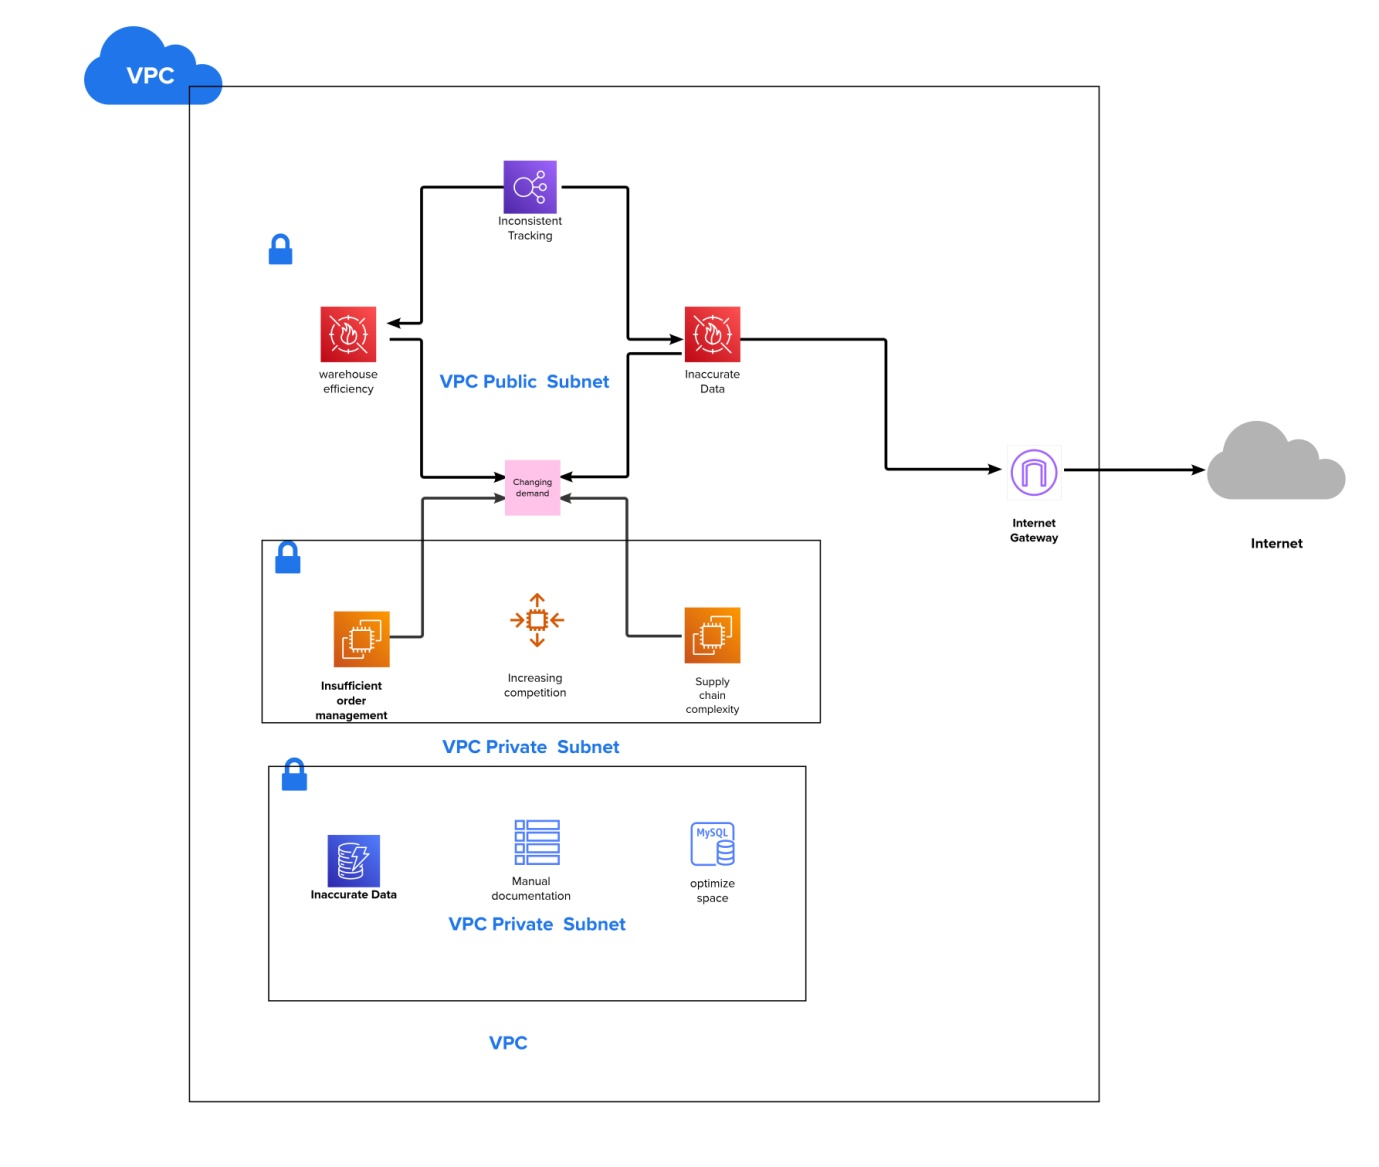 VPC
Inconsistent
Tracking
warehouse
efficiency
VPC Public Subnet
Inaccurate
Data
Changing
demand
Internet
Gateway
Internet
Insufficient
order
management
Increasing
competition
Supply
chain
complexity
VPC Private Subnet
Inaccurate Data
Manual
documentation
MySQL
optimize
space
VPC Private Subnet
VPC